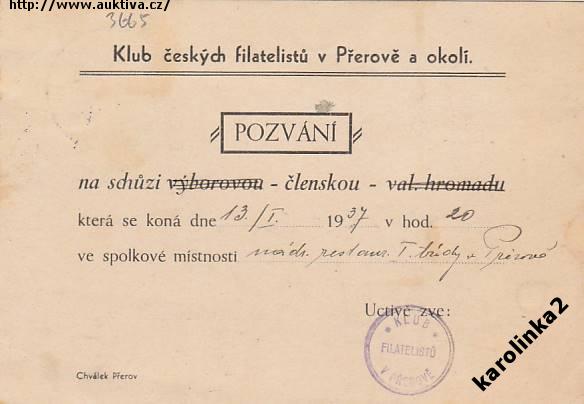 http://www.auktiva.cz/
3665
Klub českých filatelistů v Přerově a okolí.
POZVÁNÍ
na schůzi výborovou - členskou - val. hromadu
která se koná dne 13./I. 1937 v hod. 20
ve spolkové místnosti nádr. restaur. T. v Přerově
Uctivě zve:
KLUB
FILATELISTŮ
V PŘEROVĚ
Chválek Přerov
karolinka2